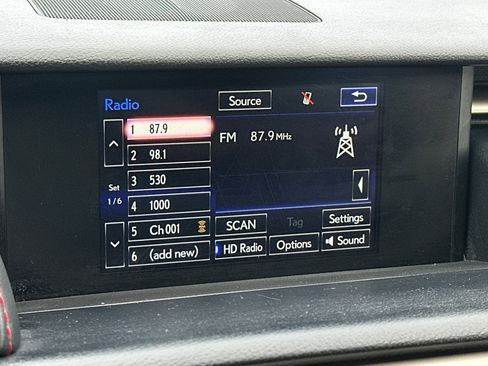 Radio
Source
1 87.9
2 98.1
3 530
4 1000
5 Ch 001
6 (add new)
Set
1/6
FM 87.9 MHz
SCAN
Tag
Settings
HD Radio
Options
Sound